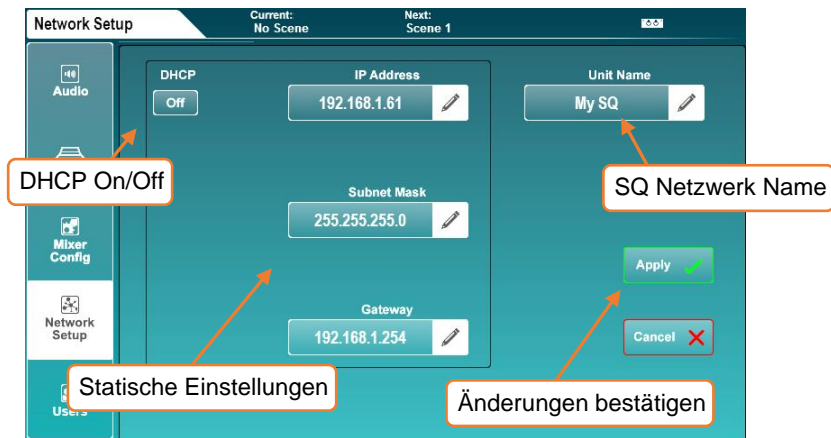 Network Setup
Current:
No Scene
Next:
Scene 1
Audio
DHCP
Off
IP Address
192.168.1.61
Unit Name
My SQ
DHCP On/Off
SQ Netzwerk Name
Subnet Mask
255.255.255.0
Mixer
Config
Apply
Network
Setup
Gateway
192.168.1.254
Cancel
Statische Einstellungen
Änderungen bestätigen
Users